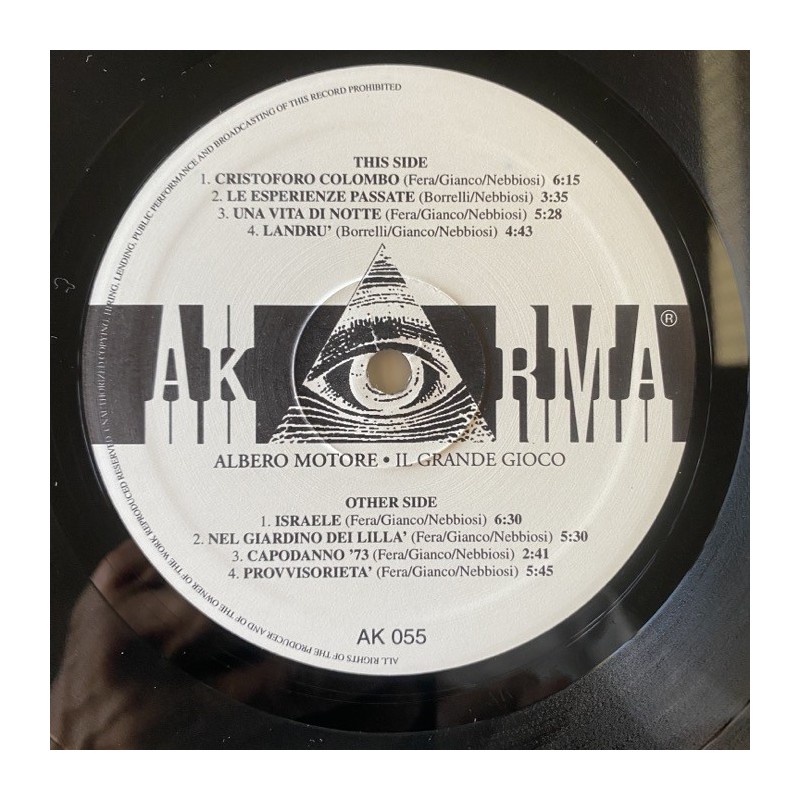 THIS SIDE
1. CRISTOFORO COLOMBO (Fera/Gianco/Nebbiosi) 6:15
2. LE ESPERIENZE PASSATE (Borrelli/Nebbiosi) 3:35
3. UNA VITA DI NOTTE (Fera/Gianco/Nebbiosi) 5:28
4. LANDRU' (Borrelli/Gianco/Nebbiosi) 4:43
AKARMA ®
ALBERO MOTORE • IL GRANDE GIOCO
OTHER SIDE
1. ISRAELE (Fera/Gianco/Nebbiosi) 6:30
2. NEL GIARDINO DEI LILLA' (Fera/Gianco/Nebbiosi) 5:30
3. CAPODANNO '73 (Fera/Gianco/Nebbiosi) 2:41
4. PROVVISORIETA' (Fera/Gianco/Nebbiosi) 5:45
AK 055
ALL RIGHTS OF THE PRODUCER AND OF THE OWNER OF THE WORK REPRODUCED RESERVED. UNAUTHORIZED COPYING, HIRING, LENDING, PUBLIC PERFORMANCE AND BROADCASTING OF THIS RECORD PROHIBITED